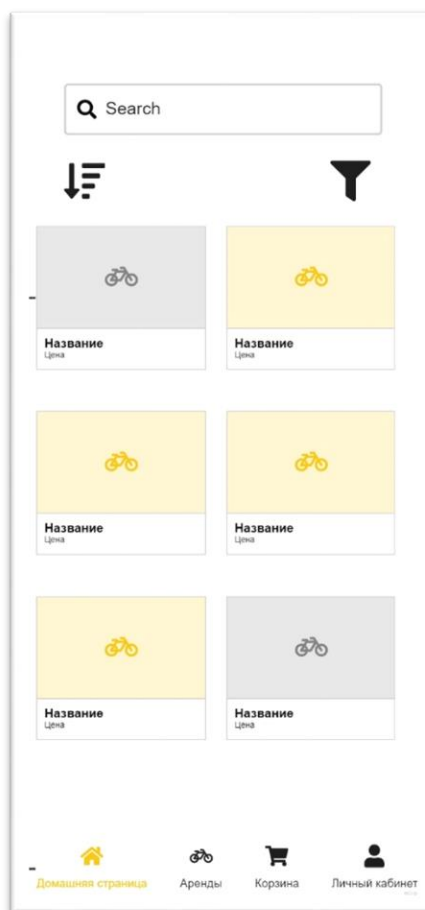 Search
Название
Цена
Название
Цена
Название
Цена
Название
Цена
Название
Цена
Название
Цена
Домашняя страница
Аренды
Корзина
Личный кабинет